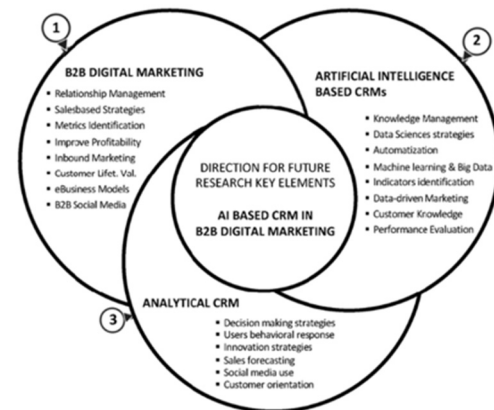 1
B2B DIGITAL MARKETING
▪ Relationship Management
▪ Salesbased Strategies
▪ Metrics Identification
▪ Improve Profitability
▪ Inbound Marketing
▪ Customer Lifet. Val.
▪ eBusiness Models
▪ B2B Social Media
2
ARTIFICIAL INTELLIGENCE
BASED CRMs
▪ Knowledge Management
▪ Data Sciences strategies
▪ Automatization
▪ Machine learning & Big Data
▪ Indicators identification
▪ Data-driven Marketing
▪ Customer Knowledge
▪ Performance Evaluation
DIRECTION FOR FUTURE
RESEARCH KEY ELEMENTS
AI BASED CRM IN
B2B DIGITAL MARKETING
3
ANALYTICAL CRM
▪ Decision making strategies
▪ Users behavioral response
▪ Innovation strategies
▪ Sales forecasting
▪ Social media use
▪ Customer orientation